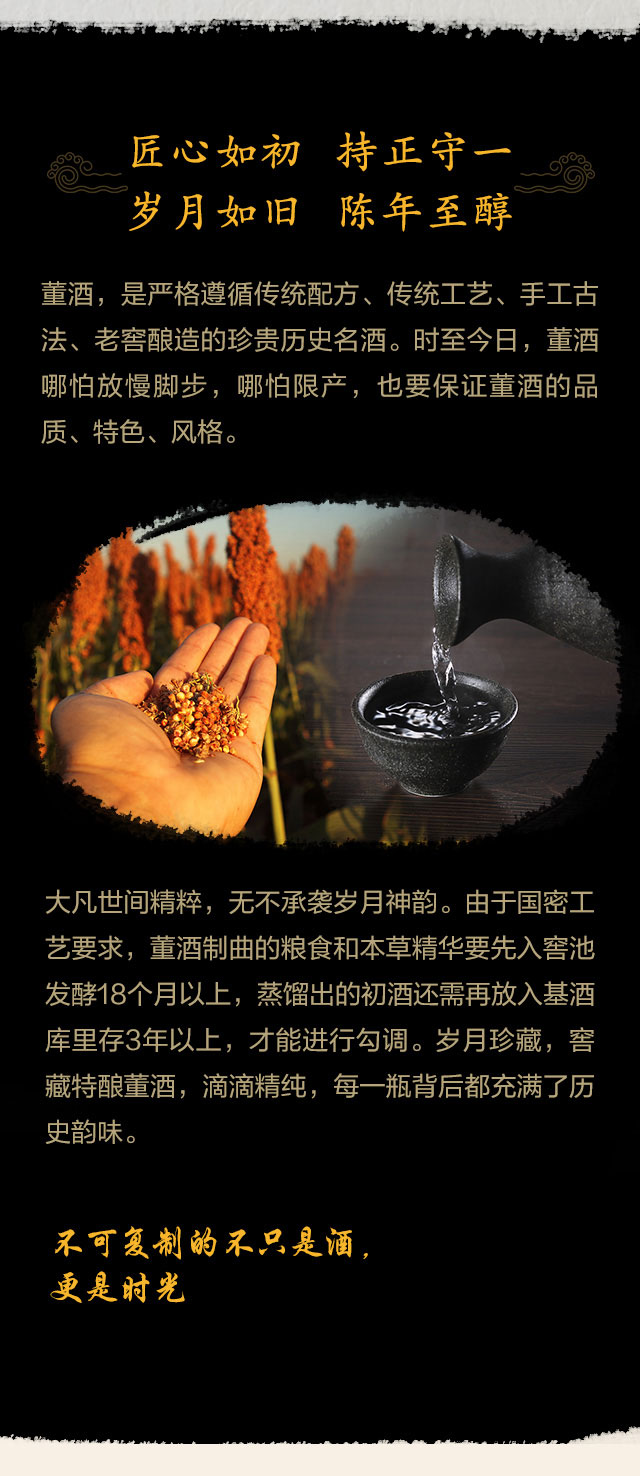 匠心如初 持正守一
岁月如旧 陈年至醇
董酒，是严格遵循传统配方、传统工艺、手工古
法、老窖酿造的珍贵历史名酒。时至今日，董酒
哪怕放慢脚步，哪怕限产，也要保证董酒的品
质、特色、风格。
大凡世间精粹，无不承袭岁月神韵。由于国密工
艺要求，董酒制曲的粮食和本草精华要先入窖池
发酵18个月以上，蒸馏出的初酒还需再放入基酒
库里存3年以上，才能进行勾调。岁月珍藏，窖
藏特酿董酒，滴滴精纯，每一瓶背后都充满了历
史韵味。
不可复制的不只是酒，
更是时光